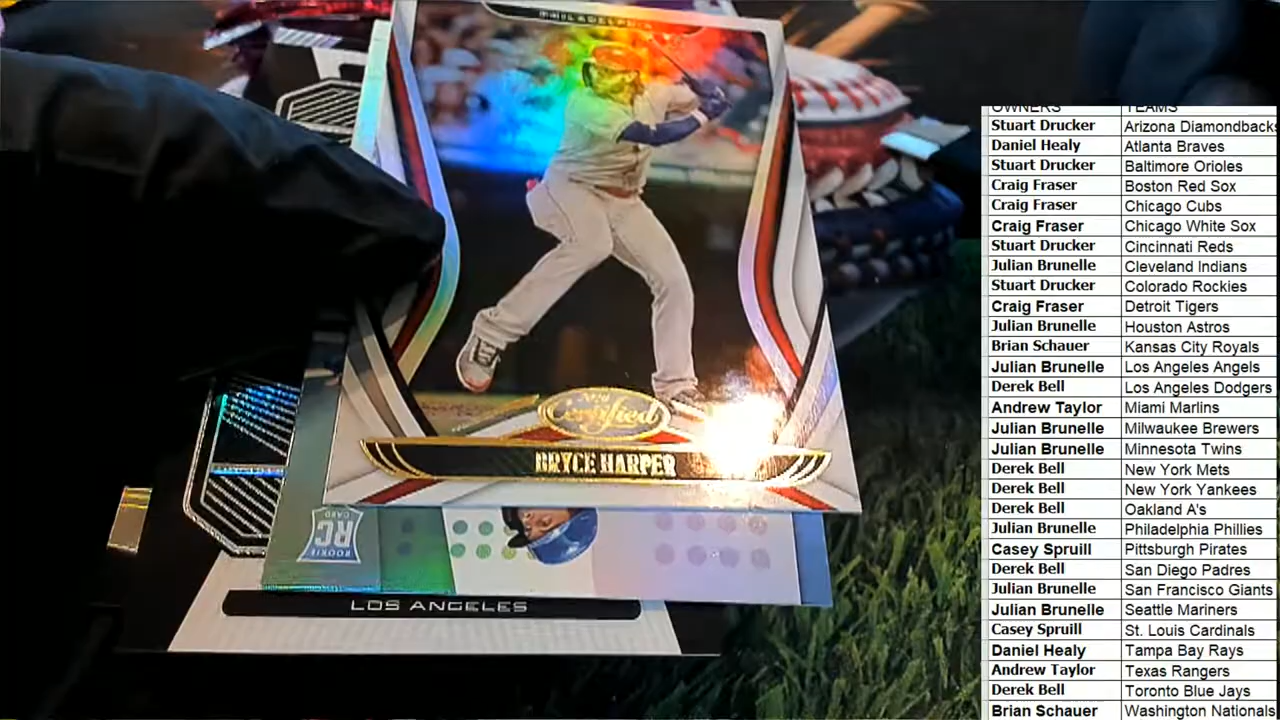 PHILADELPHIA
2020
Certified
BRYCE HARPER
ROOKIE
RC
CARD
LOS ANGELES
OWNERS TEAMS
Stuart Drucker Arizona Diamondbacks
Daniel Healy Atlanta Braves
Stuart Drucker Baltimore Orioles
Craig Fraser Boston Red Sox
Craig Fraser Chicago Cubs
Craig Fraser Chicago White Sox
Stuart Drucker Cincinnati Reds
Julian Brunelle Cleveland Indians
Stuart Drucker Colorado Rockies
Craig Fraser Detroit Tigers
Julian Brunelle Houston Astros
Brian Schauer Kansas City Royals
Julian Brunelle Los Angeles Angels
Derek Bell Los Angeles Dodgers
Andrew Taylor Miami Marlins
Julian Brunelle Milwaukee Brewers
Julian Brunelle Minnesota Twins
Derek Bell New York Mets
Derek Bell New York Yankees
Derek Bell Oakland A's
Julian Brunelle Philadelphia Phillies
Casey Spruill Pittsburgh Pirates
Derek Bell San Diego Padres
Julian Brunelle San Francisco Giants
Julian Brunelle Seattle Mariners
Casey Spruill St. Louis Cardinals
Daniel Healy Tampa Bay Rays
Andrew Taylor Texas Rangers
Derek Bell Toronto Blue Jays
Brian Schauer Washington Nationals